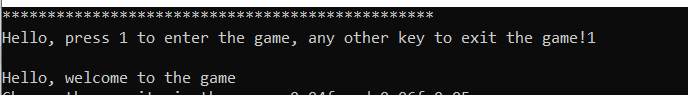 ************************************************
Hello, press 1 to enter the game, any other key to exit the game!1
Hello, welcome to the game